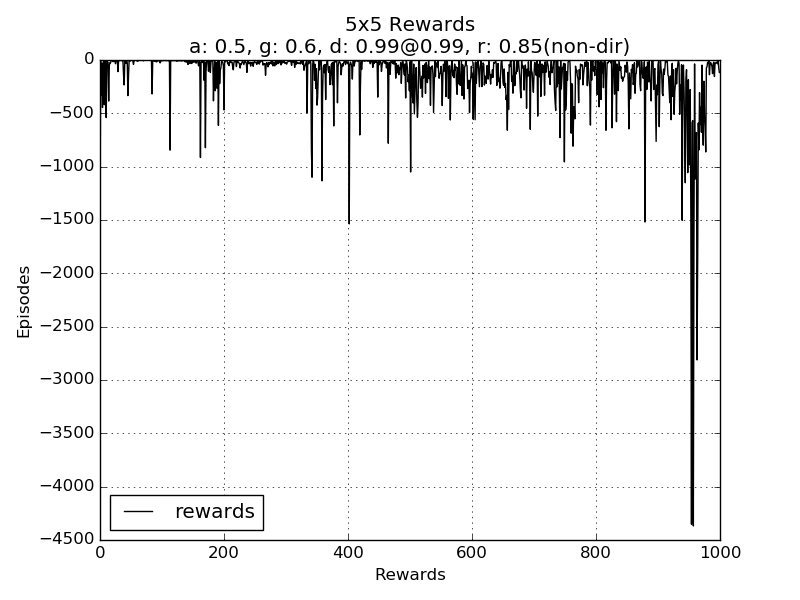 5x5 Rewards
a: 0.5, g: 0.6, d: 0.99@0.99, r: 0.85(non-dir)
0
−500
−1000
−1500
−2000
−2500
−3000
−3500
−4000
−4500
Episodes
rewards
0 200 400 600 800 1000
Rewards